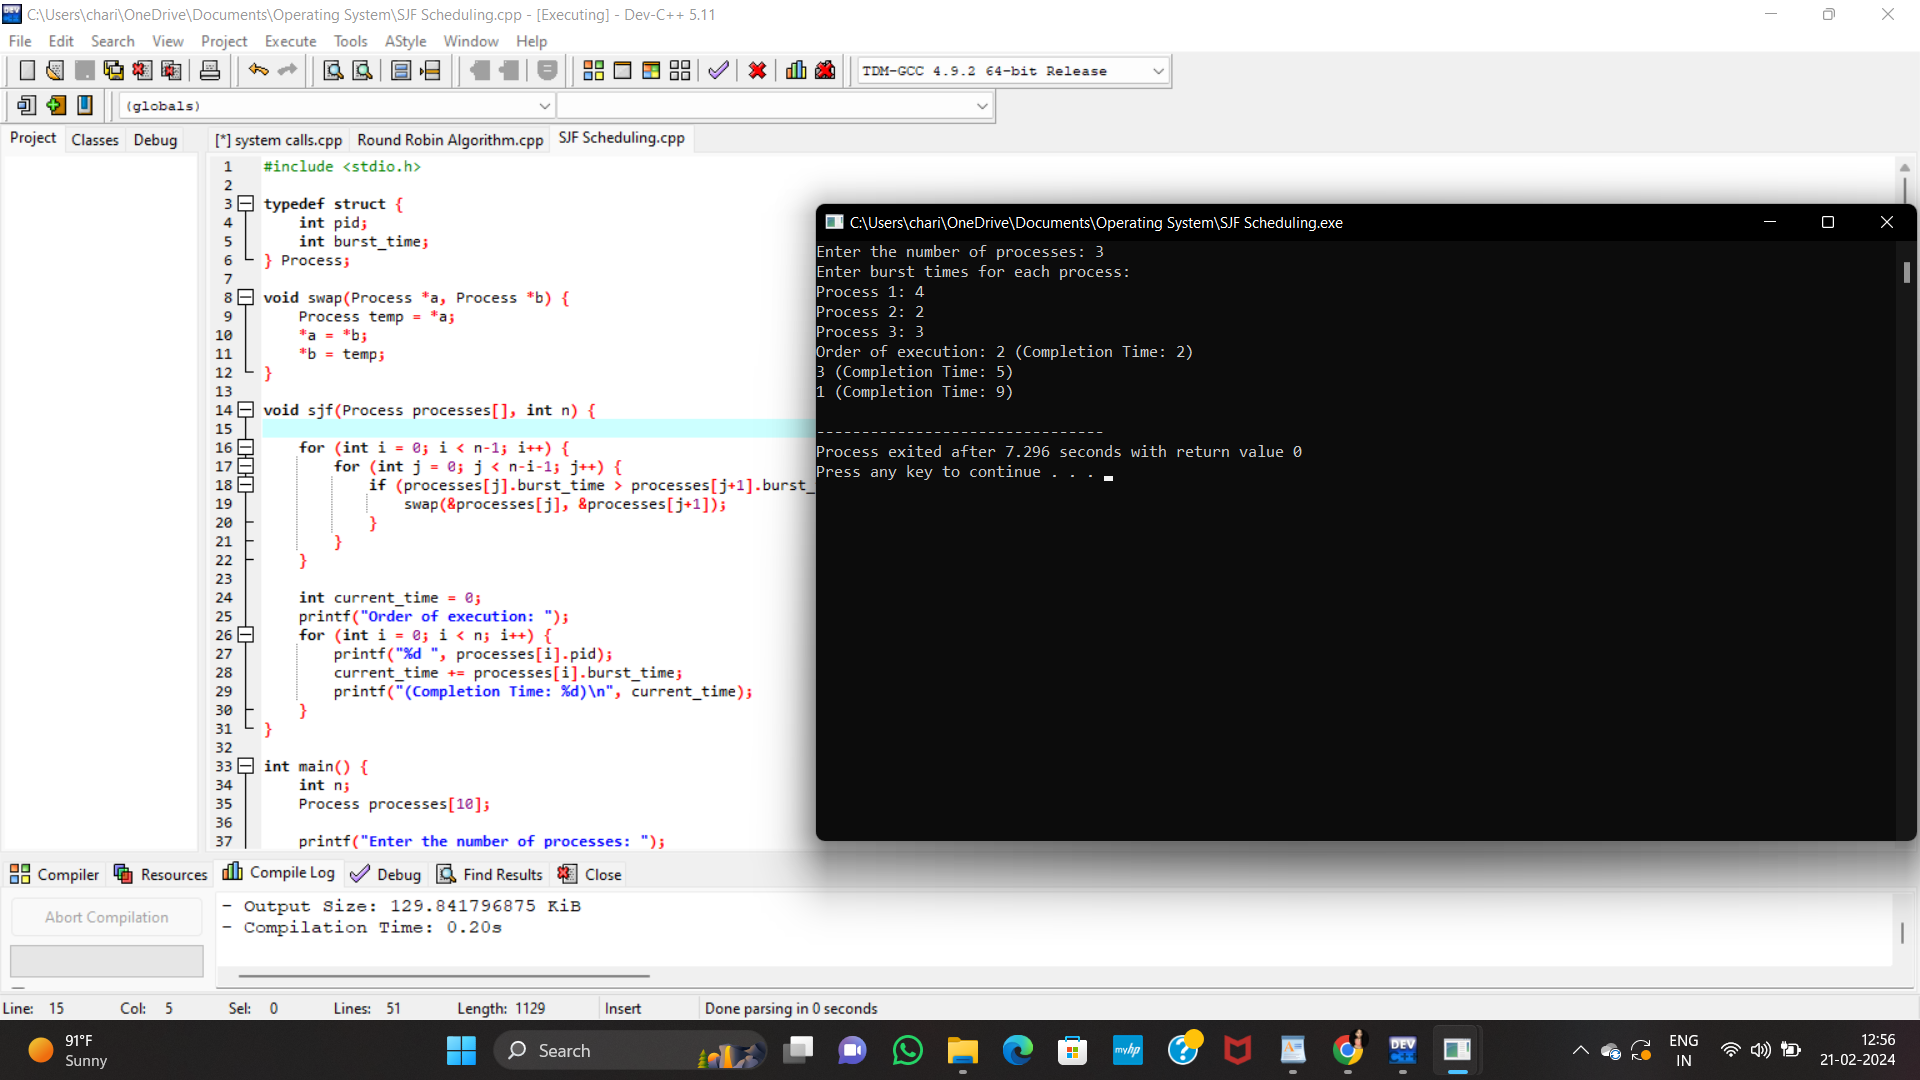 C:\Users\chari\OneDrive\Documents\Operating System\SJF Scheduling.cpp - [Executing] - Dev-C++ 5.11
File Edit Search View Project Execute Tools AStyle Window Help
TDM-GCC 4.9.2 64-bit Release
(globals)
Project Classes Debug
[*] system calls.cpp Round Robin Algorithm.cpp SJF Scheduling.cpp
1 #include <stdio.h>
2
3 typedef struct {
4 int pid;
5 int burst_time;
6 } Process;
7
8 void swap(Process *a, Process *b) {
9 Process temp = *a;
10 *a = *b;
11 *b = temp;
12 }
13
14 void sjf(Process processes[], int n) {
15
16 for (int i = 0; i < n-1; i++) {
17 for (int j = 0; j < n-i-1; j++) {
18 if (processes[j].burst_time > processes[j+1].burst_
19 swap(&processes[j], &processes[j+1]);
20 }
21 }
22 }
23
24 int current_time = 0;
25 printf("Order of execution: ");
26 for (int i = 0; i < n; i++) {
27 printf("%d ", processes[i].pid);
28 current_time += processes[i].burst_time;
29 printf("(Completion Time: %d)\n", current_time);
30 }
31 }
32
33 int main() {
34 int n;
35 Process processes[10];
36
37 printf("Enter the number of processes: ");
C:\Users\chari\OneDrive\Documents\Operating System\SJF Scheduling.exe
Enter the number of processes: 3
Enter burst times for each process:
Process 1: 4
Process 2: 2
Process 3: 3
Order of execution: 2 (Completion Time: 2)
3 (Completion Time: 5)
1 (Completion Time: 9)
--------------------------------
Process exited after 7.296 seconds with return value 0
Press any key to continue . . .
Compiler Resources Compile Log Debug Find Results Close
Abort Compilation
- Output Size: 129.841796875 KiB
- Compilation Time: 0.20s
Line: 15 Col: 5 Sel: 0 Lines: 51 Length: 1129 Insert Done parsing in 0 seconds
91°F
Sunny
Search
myhp
DEV
C++
ENG
IN
12:56
21-02-2024